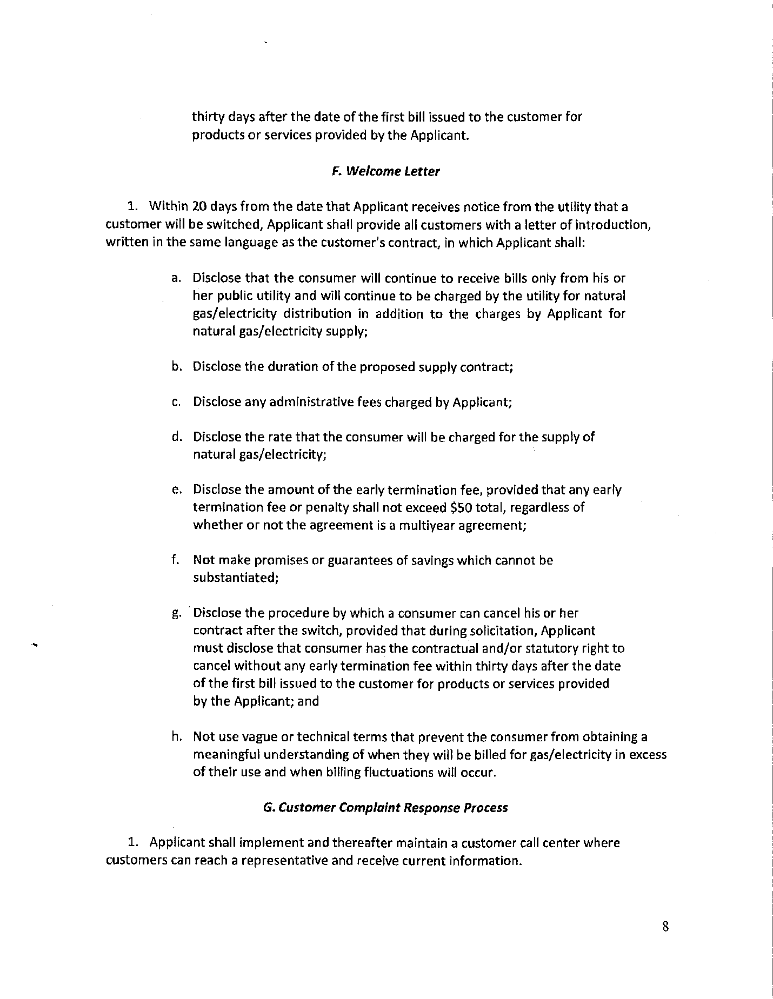 thirty days after the date of the first bill issued to the customer for
products or services provided by the Applicant.
F. Welcome Letter
1. Within 20 days from the date that Applicant receives notice from the utility that a
customer will be switched, Applicant shall provide all customers with a letter of introduction,
written in the same language as the customer's contract, in which Applicant shall:
a. Disclose that the consumer will continue to receive bills only from his or
her public utility and will continue to be charged by the utility for natural
gas/electricity distribution in addition to the charges by Applicant for
natural gas/electricity supply;
b. Disclose the duration of the proposed supply contract;
c. Disclose any administrative fees charged by Applicant;
d. Disclose the rate that the consumer will be charged for the supply of
natural gas/electricity;
e. Disclose the amount of the early termination fee, provided that any early
termination fee or penalty shall not exceed $50 total, regardless of
whether or not the agreement is a multiyear agreement;
f. Not make promises or guarantees of savings which cannot be
substantiated;
g. Disclose the procedure by which a consumer can cancel his or her
contract after the switch, provided that during solicitation, Applicant
must disclose that consumer has the contractual and/or statutory right to
cancel without any early termination fee within thirty days after the date
of the first bill issued to the customer for products or services provided
by the Applicant; and
h. Not use vague or technical terms that prevent the consumer from obtaining a
meaningful understanding of when they will be billed for gas/electricity in excess
of their use and when billing fluctuations will occur.
G. Customer Complaint Response Process
1. Applicant shall implement and thereafter maintain a customer call center where
customers can reach a representative and receive current information.
8